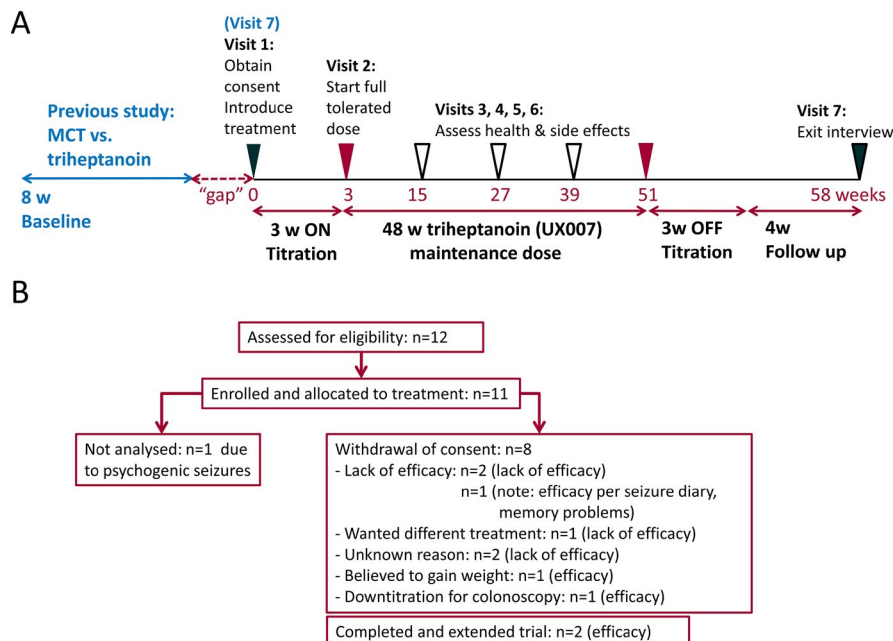 A
(Visit 7)
Visit 1:
Obtain
consent
Introduce
treatment
Visit 2:
Start full
tolerated
dose
Visits 3, 4, 5, 6:
Assess health & side effects
Visit 7:
Exit interview
Previous study:
MCT vs.
triheptanoin
8 w
Baseline
"gap"
0
3
15
27
39
51
58 weeks
3 w ON
Titration
48 w triheptanoin (UX007)
maintenance dose
3w OFF
Titration
4w
Follow up
B
Assessed for eligibility: n=12
Enrolled and allocated to treatment: n=11
Not analysed: n=1 due
to psychogenic seizures
Withdrawal of consent: n=8
- Lack of efficacy: n=2 (lack of efficacy)
n=1 (note: efficacy per seizure diary,
memory problems)
- Wanted different treatment: n=1 (lack of efficacy)
- Unknown reason: n=2 (lack of efficacy)
- Believed to gain weight: n=1 (efficacy)
- Downtitration for colonoscopy: n=1 (efficacy)
Completed and extended trial: n=2 (efficacy)